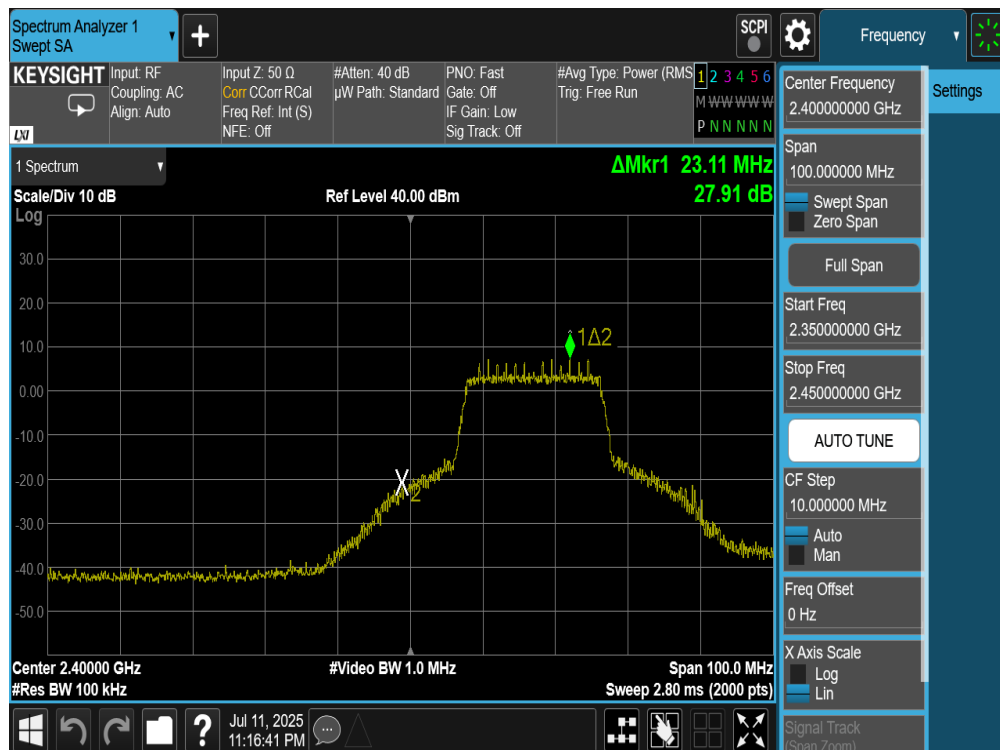 Spectrum Analyzer 1
Swept SA
+
SCPI
Frequency
KEYSIGHT
LXI
Input: RF
Coupling: AC
Align: Auto
Input Z: 50 Ω
Corr CCorr RCal
Freq Ref: Int (S)
NFE: Off
#Atten: 40 dB
µW Path: Standard
PNO: Fast
Gate: Off
IF Gain: Low
Sig Track: Off
#Avg Type: Power (RMS
Trig: Free Run
1 2 3 4 5 6
M W W W W W
P N N N N N
1 Spectrum
ΔMkr1 23.11 MHz
27.91 dB
Scale/Div 10 dB
Ref Level 40.00 dBm
Log
30.0
20.0
10.0
0.00
-10.0
-20.0
-30.0
-40.0
-50.0
1Δ2
X2
Center 2.40000 GHz
#Video BW 1.0 MHz
Span 100.0 MHz
#Res BW 100 kHz
Sweep 2.80 ms (2000 pts)
Jul 11, 2025
11:16:41 PM
?
Center Frequency
2.400000000 GHz
Span
100.000000 MHz
Swept Span
Zero Span
Full Span
Start Freq
2.350000000 GHz
Stop Freq
2.450000000 GHz
AUTO TUNE
CF Step
10.000000 MHz
Auto
Man
Freq Offset
0 Hz
X Axis Scale
Log
Lin
Signal Track
(Span Zoom)
Settings